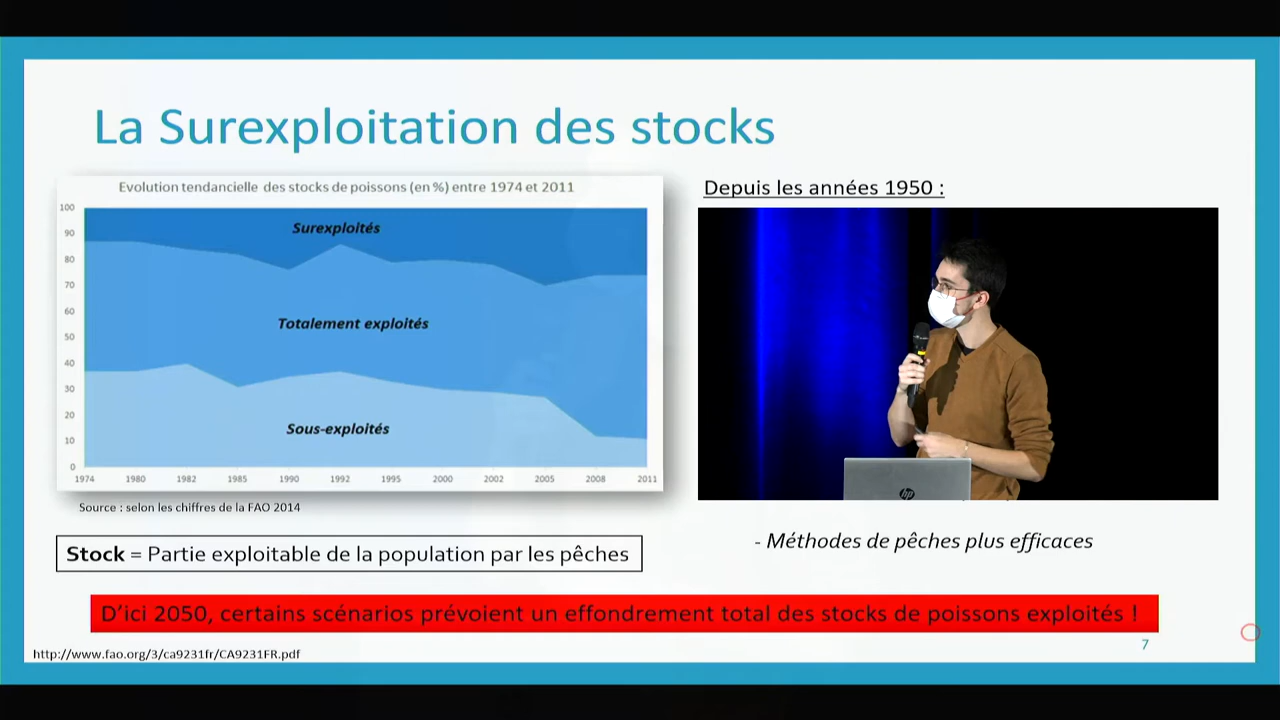 La Surexploitation des stocks
Evolution tendancielle des stocks de poissons (en %) entre 1974 et 2011
100
90
80
70
60
50
40
30
20
10
0
Surexploités
Totalement exploités
Sous-exploités
1974 1980 1982 1985 1990 1992 1995 2000 2002 2005 2008 2011
Source : selon les chiffres de la FAO 2014
Depuis les années 1950 :
hp
- Méthodes de pêches plus efficaces
Stock = Partie exploitable de la population par les pêches
D'ici 2050, certains scénarios prévoient un effondrement total des stocks de poissons exploités !
7
http://www.fao.org/3/ca9231fr/CA9231FR.pdf